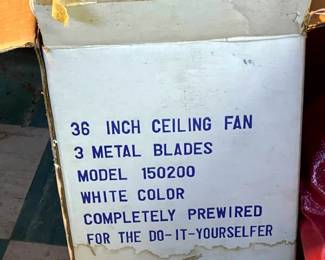 36 INCH CEILING FAN
3 METAL BLADES
MODEL 150200
WHITE COLOR
COMPLETELY PREWIRED
FOR THE DO-IT-YOURSELFER